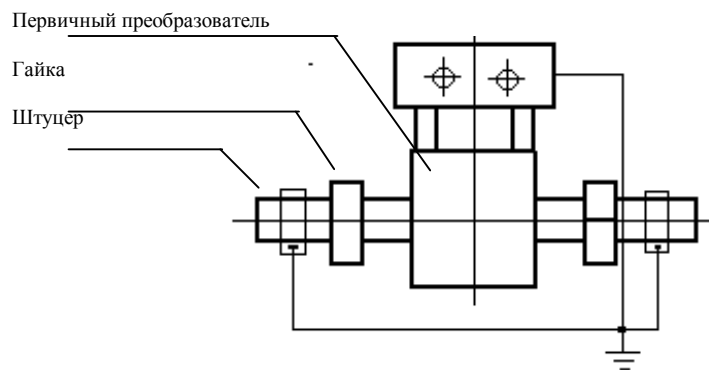 Первичный преобразователь
Гайка
Штуцер